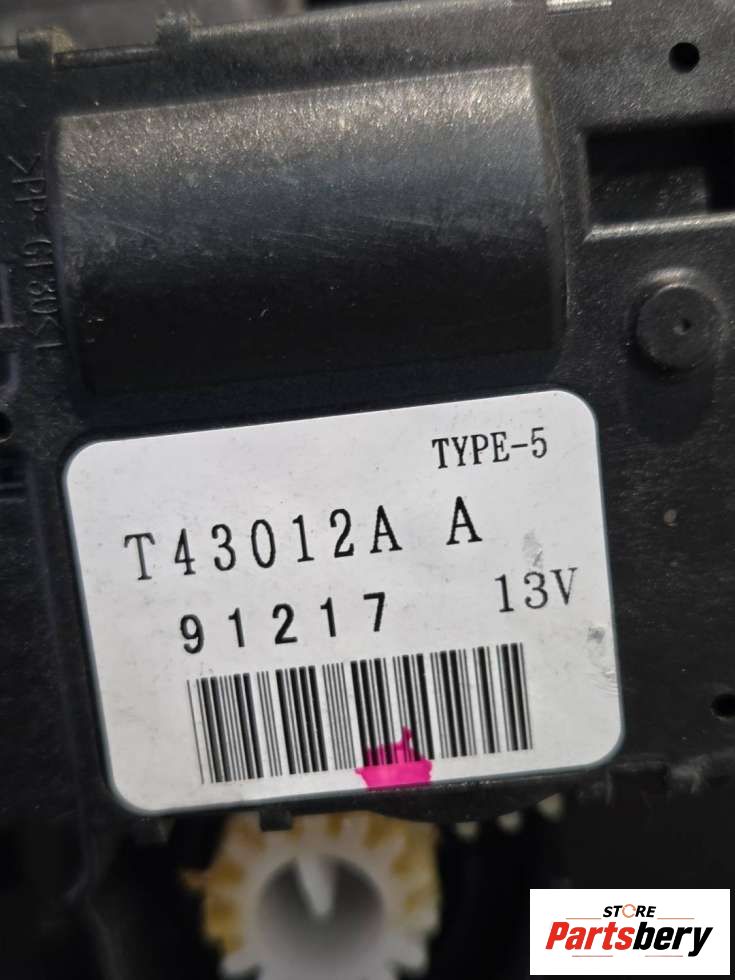 TYPE-5
T43012A A
91217 13V
STORE
Partsbery